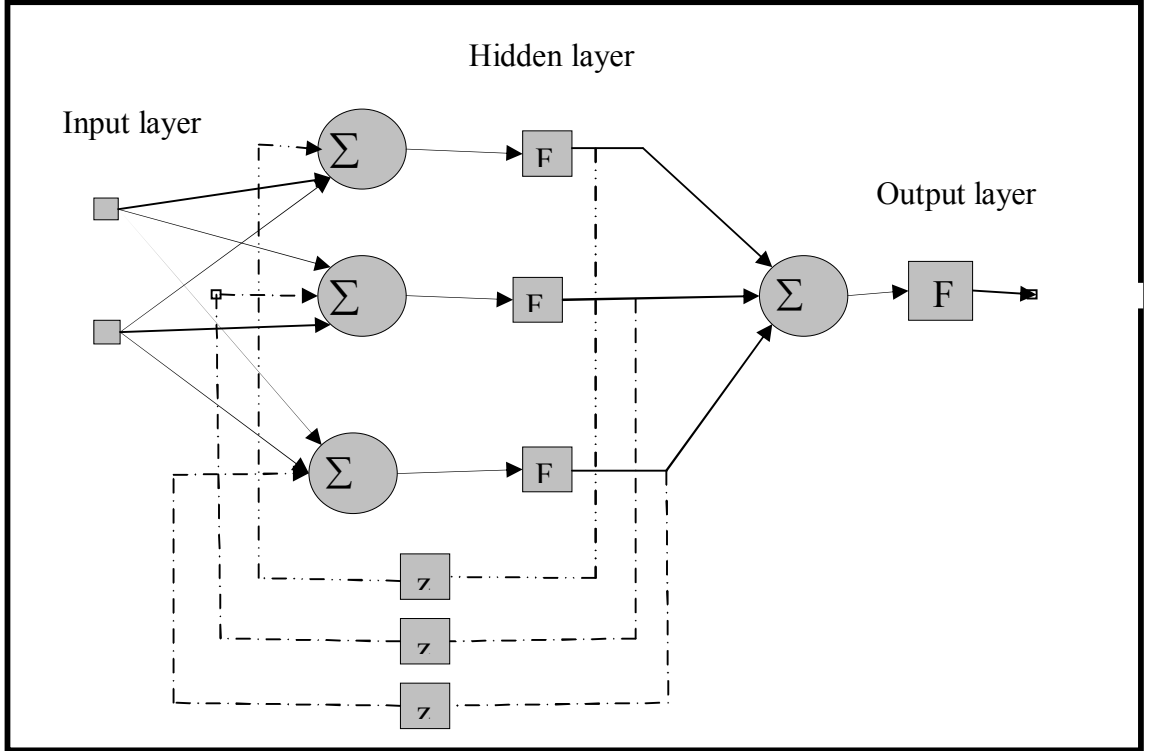 Hidden layer
Input layer
Output layer
Σ
F
Σ
F
Σ
F
Σ
F
z
z
z